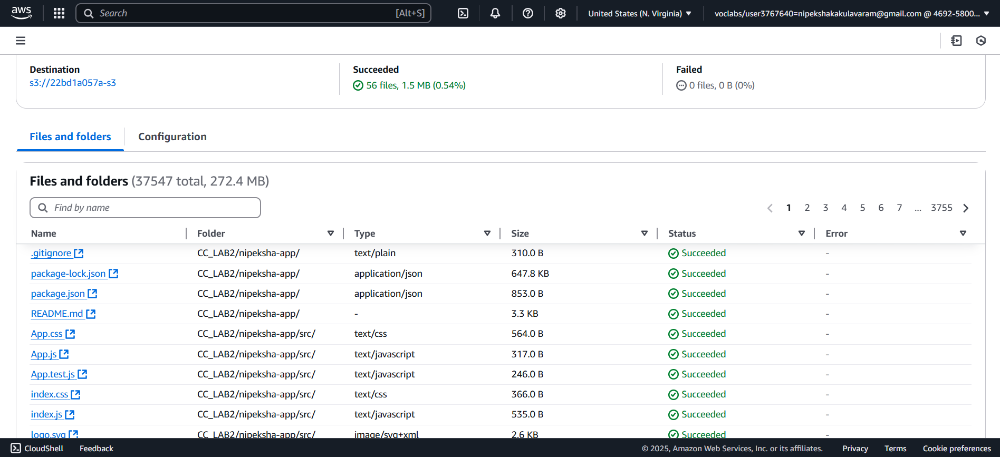 aws Search [Alt+S] United States (N. Virginia) voclabs/user3767640=nipekshakakulavaram@gmail.com @ 4692-5800...
Destination Succeeded Failed
s3://22bd1a057a-s3 56 files, 1.5 MB (0.54%) 0 files, 0 B (0%)
Files and folders Configuration
Files and folders (37547 total, 272.4 MB)
Find by name 1 2 3 4 5 6 7 ... 3755
Name Folder Type Size Status Error
.gitignore CC_LAB2/nipeksha-app/ text/plain 310.0 B Succeeded -
package-lock.json CC_LAB2/nipeksha-app/ application/json 647.8 KB Succeeded -
package.json CC_LAB2/nipeksha-app/ application/json 853.0 B Succeeded -
README.md CC_LAB2/nipeksha-app/ - 3.3 KB Succeeded -
App.css CC_LAB2/nipeksha-app/src/ text/css 564.0 B Succeeded -
App.js CC_LAB2/nipeksha-app/src/ text/javascript 317.0 B Succeeded -
App.test.js CC_LAB2/nipeksha-app/src/ text/javascript 246.0 B Succeeded -
index.css CC_LAB2/nipeksha-app/src/ text/css 366.0 B Succeeded -
index.js CC_LAB2/nipeksha-app/src/ text/javascript 535.0 B Succeeded -
logo.svg CC_LAB2/nipeksha-app/src/ image/svg+xml 2.6 KB Succeeded -
CloudShell Feedback © 2025, Amazon Web Services, Inc. or its affiliates. Privacy Terms Cookie preferences